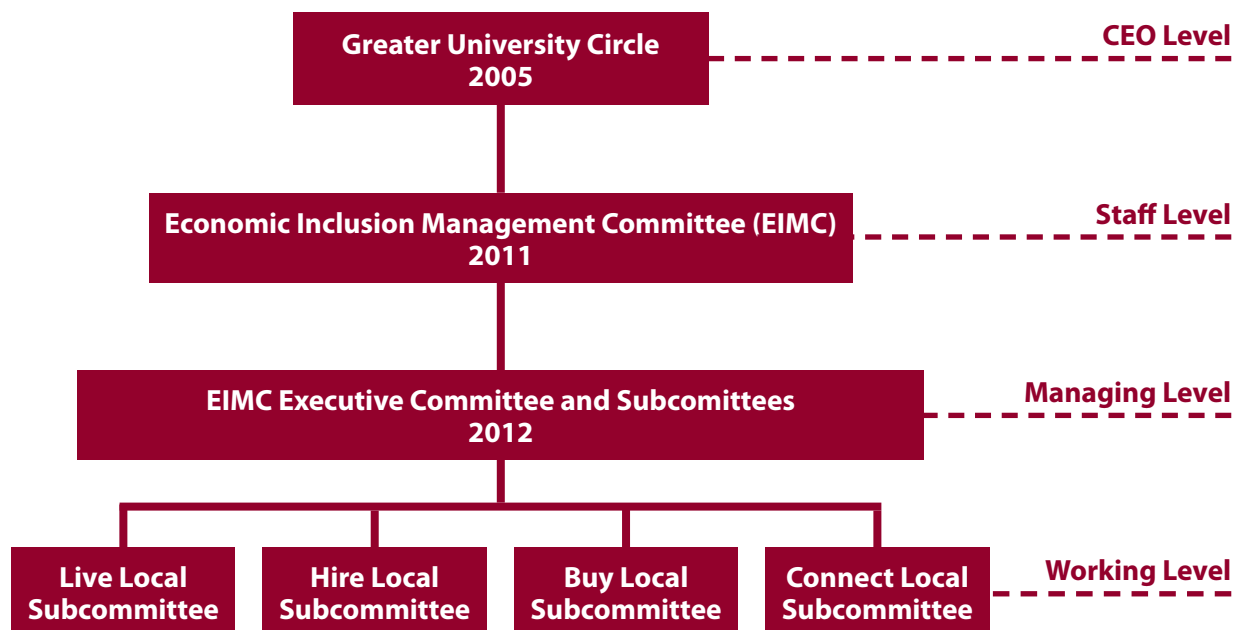 Greater University Circle
2005
CEO Level
Economic Inclusion Management Committee (EIMC)
2011
Staff Level
EIMC Executive Committee and Subcomittees
2012
Managing Level
Live Local
Subcommittee
Hire Local
Subcommittee
Buy Local
Subcommittee
Connect Local
Subcommittee
Working Level